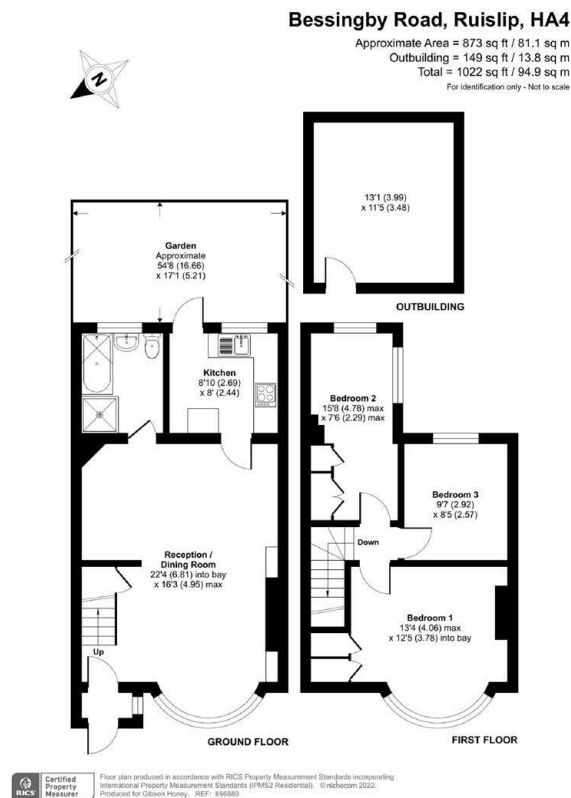 Bessingby Road, Ruislip, HA4
Approximate Area = 873 sq ft / 81.1 sq m
Outbuilding = 149 sq ft / 13.8 sq m
Total = 1022 sq ft / 94.9 sq m
For identification only - Not to scale
N
13'1 (3.99)
x 11'5 (3.48)
OUTBUILDING
Garden
Approximate
54'8 (16.66)
x 17'1 (5.21)
Kitchen
8'10 (2.69)
x 8' (2.44)
Reception /
Dining Room
22'4 (6.81) into bay
x 16'3 (4.95) max
Up
GROUND FLOOR
Bedroom 2
15'8 (4.78) max
x 7'6 (2.29) max
Bedroom 3
9'7 (2.92)
x 8'5 (2.57)
Down
Bedroom 1
13'4 (4.06) max
x 12'5 (3.78) into bay
FIRST FLOOR
RICS
Certified
Property
Measurer
Floor plan produced in accordance with RICS Property Measurement Standards incorporating
International Property Measurement Standards (IPMS2 Residential). © nichecom 2022.
Produced for Gibson Honey. REF: 856880